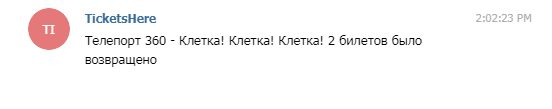 TI
TicketsHere
2:02:23 PM
Телепорт 360 - Клетка! Клетка! Клетка! 2 билетов было
возвращено